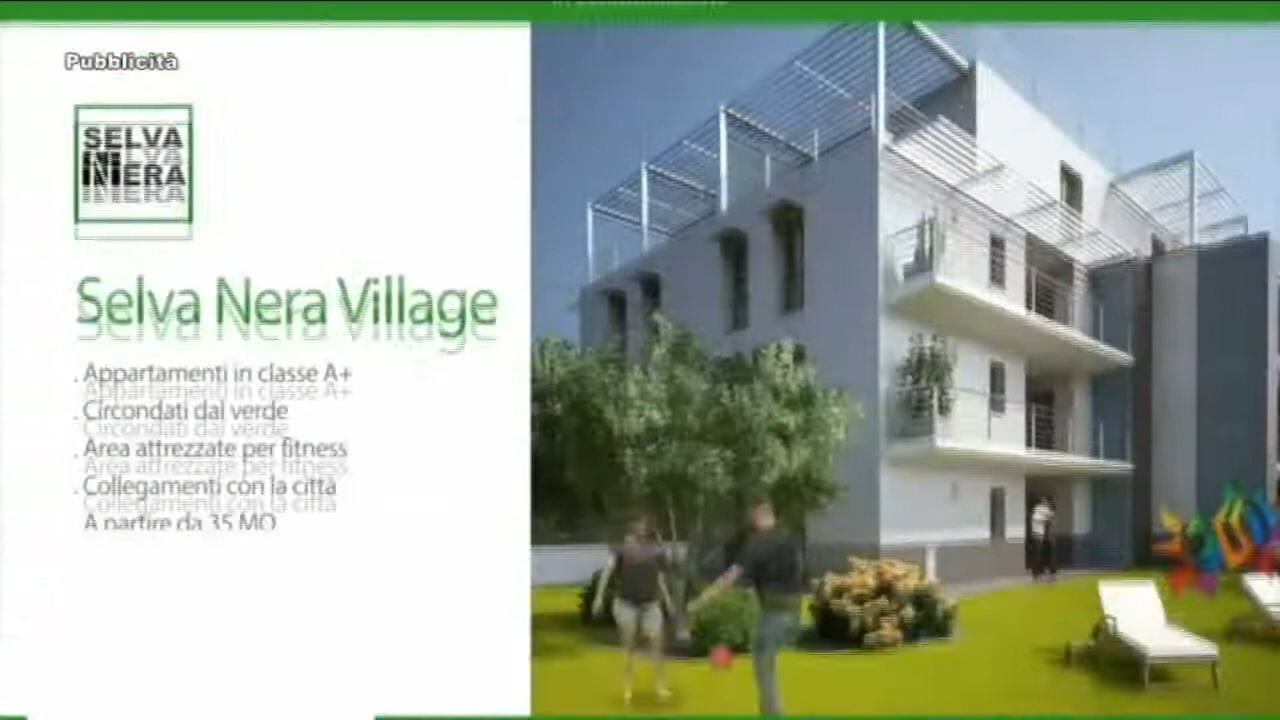 Pubblicità
SELVA
NERA
Selva Nera Village
. Appartamenti in classe A+
. Circondati dal verde
. Area attrezzate per fitness
. Collegamenti con la città
A partire da 35 MQ